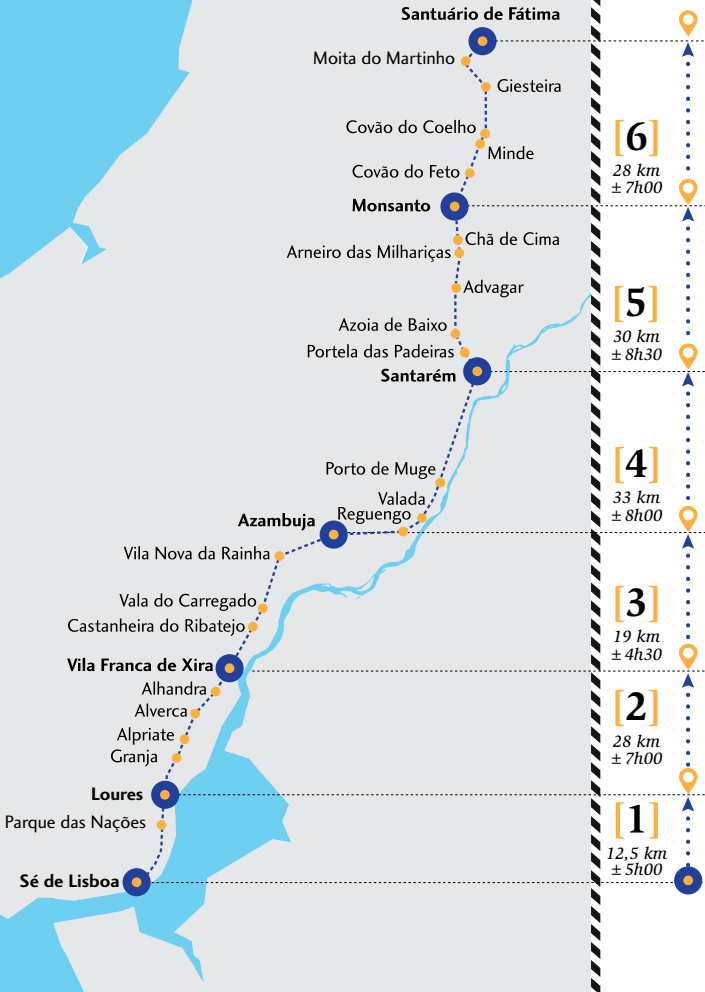 Santuário de Fátima
Moita do Martinho
Giesteira
Covão do Coelho
Minde
Covão do Feto
[6]
28 km
± 7h00
Monsanto
Chã de Cima
Arneiro das Milhariças
Advagar
Azoia de Baixo
Portela das Padeiras
[5]
30 km
± 8h30
Santarém
Porto de Muge
Valada
Reguengo
[4]
33 km
± 8h00
Azambuja
Vila Nova da Rainha
Vala do Carregado
Castanheira do Ribatejo
[3]
19 km
± 4h30
Vila Franca de Xira
Alhandra
Alverca
Alpriate
Granja
[2]
28 km
± 7h00
Loures
Parque das Nações
[1]
12,5 km
± 5h00
Sé de Lisboa